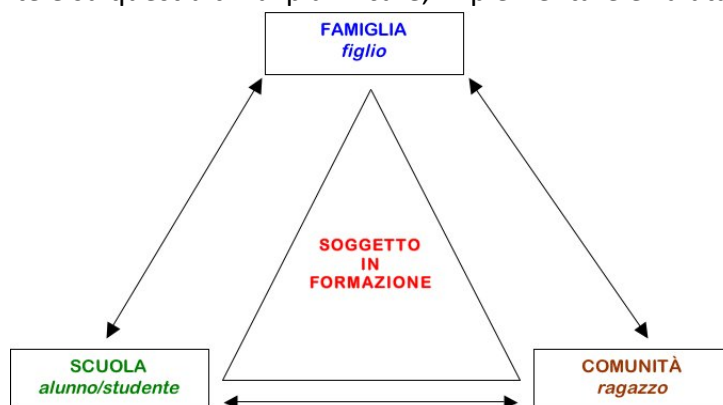 FAMIGLIA
figlio
SOGGETTO
IN
FORMAZIONE
SCUOLA
alunno/studente
COMUNITÀ
ragazzo